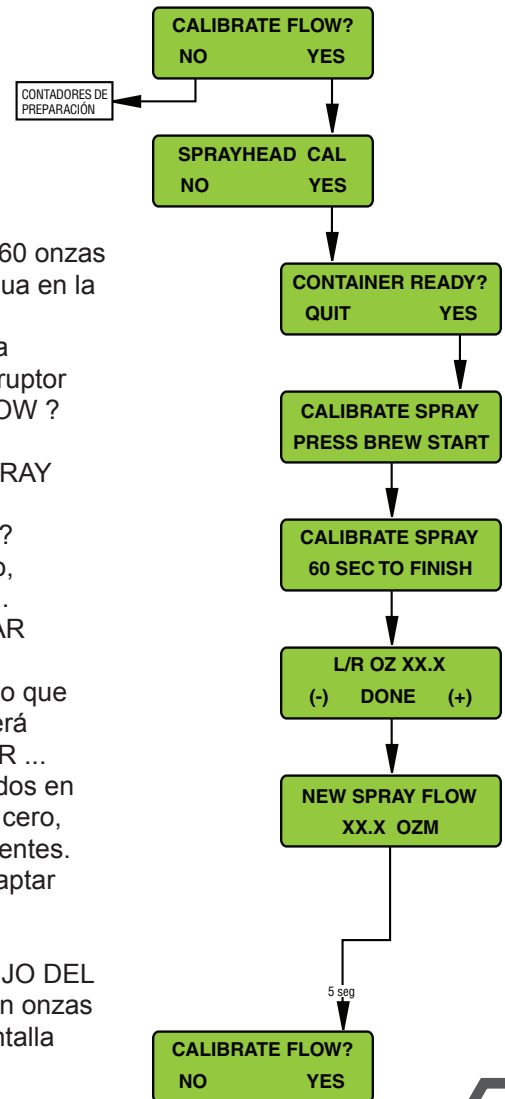 CALIBRATE FLOW?
NO YES
CONTADORES DE
PREPARACIÓN
SPRAYHEAD CAL
NO YES
60 onzas
ua en la
CONTAINER READY?
QUIT YES
a
ruptor
OW ?
CALIBRATE SPRAY
PRESS BREW START
RAY
?
o,
.
AR
CALIBRATE SPRAY
60 SEC TO FINISH
L/R OZ XX.X
(-) DONE (+)
o que
erá
R ...
dos en
cero,
entes.
aptar
NEW SPRAY FLOW
XX.X OZM
JO DEL
n onzas
ntalla
5 seg
CALIBRATE FLOW?
NO YES